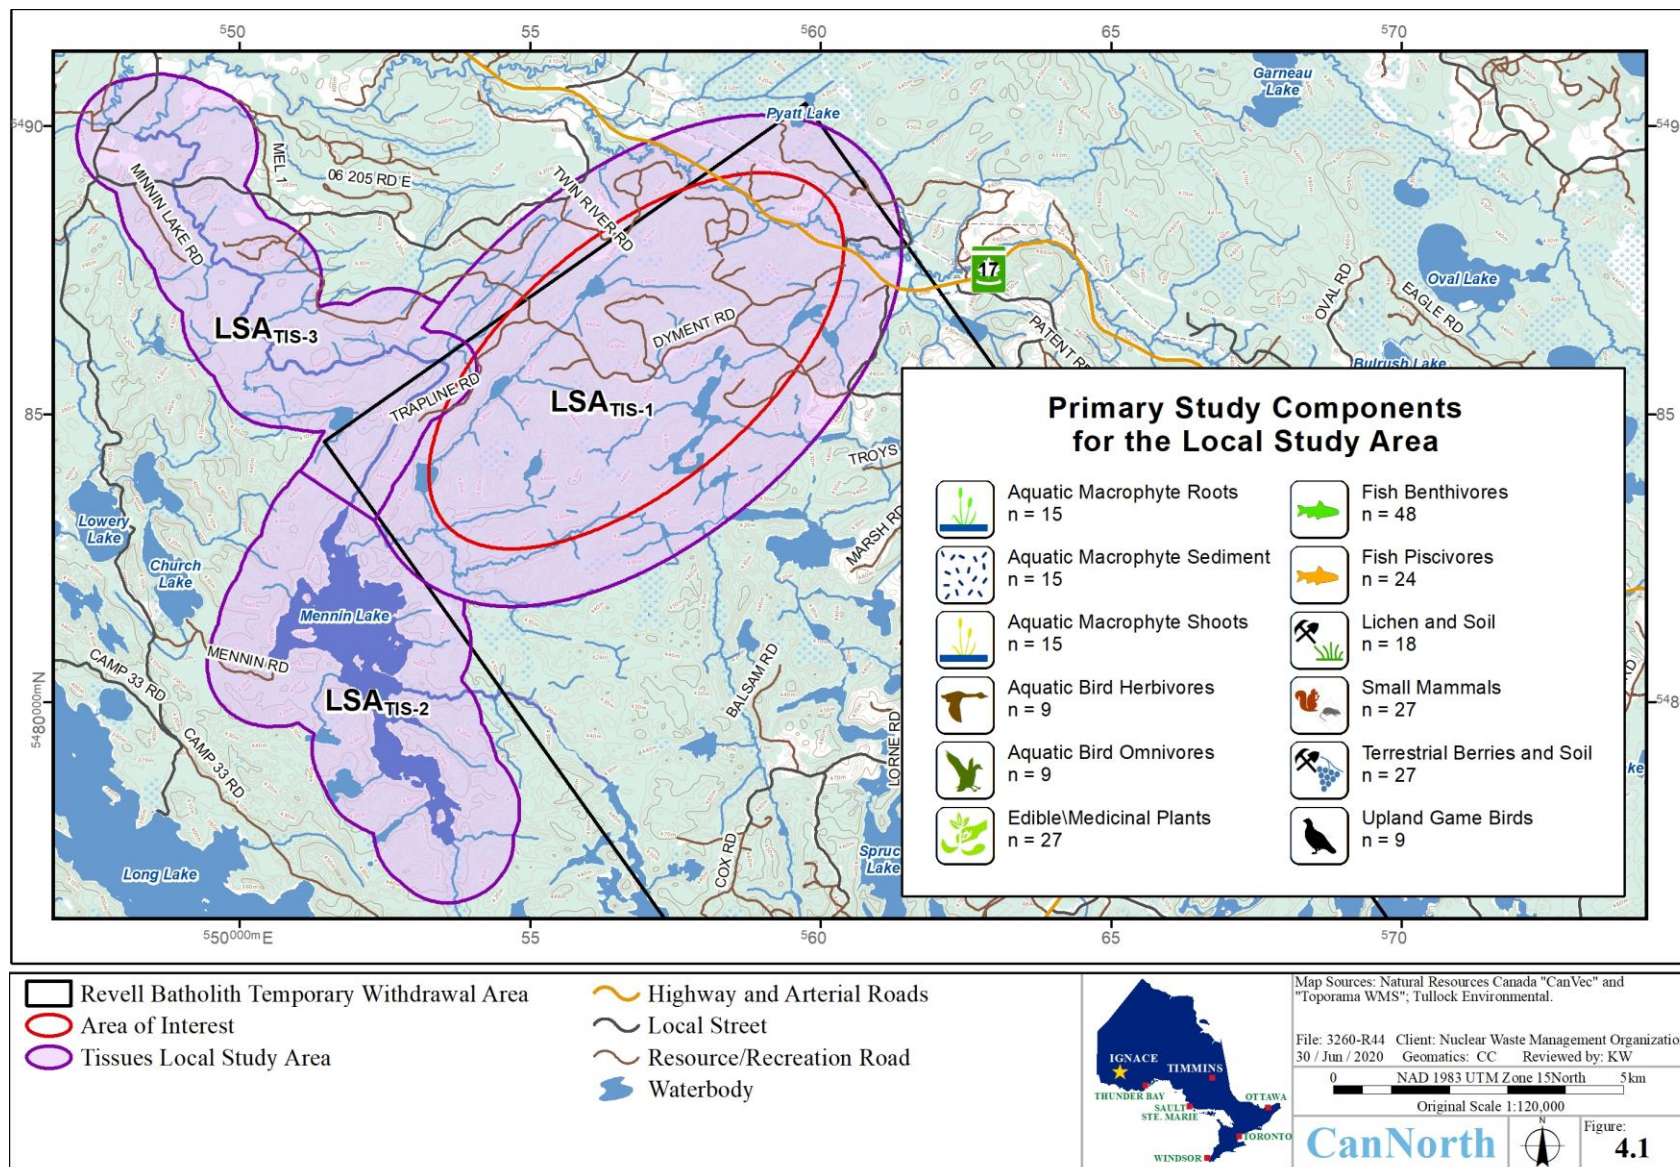 550
55
560
65
570
Garneau
Lake
Pyatt Lake
5490
549
MEL 1
06 205 RD E
MINNIN LAKE RD
TWIN RIVER RD
17
Oval Lake
OVAL RD
EAGLE RD
LSATIS-3
DYMENT RD
PATENT RD
Bulrush Lake
TRAPLINE RD
LSATIS-1
85
85
TROYS
Lowery
Lake
MARSH RD
Church
Lake
Mennin Lake
MENNIN RD
CAMP 33 RD
LSATIS-2
BALSAM RD
LORNE RD
5480000mN
548
CAMP 33 RD
COX RD
Long Lake
Spruc
Lake
550000mE
55
560
65
570
Primary Study Components
for the Local Study Area
Aquatic Macrophyte Roots
n = 15
Aquatic Macrophyte Sediment
n = 15
Aquatic Macrophyte Shoots
n = 15
Aquatic Bird Herbivores
n = 9
Aquatic Bird Omnivores
n = 9
Edible\Medicinal Plants
n = 27
Fish Benthivores
n = 48
Fish Piscivores
n = 24
Lichen and Soil
n = 18
Small Mammals
n = 27
Terrestrial Berries and Soil
n = 27
Upland Game Birds
n = 9
Revell Batholith Temporary Withdrawal Area
Area of Interest
Tissues Local Study Area
Highway and Arterial Roads
Local Street
Resource/Recreation Road
Waterbody
IGNACE
TIMMINS
THUNDER BAY
SAULT
STE. MARIE
OTTAWA
TORONTO
WINDSOR
Map Sources: Natural Resources Canada "CanVec" and
"Toporama WMS"; Tullock Environmental.
File: 3260-R44 Client: Nuclear Waste Management Organizatio
30 / Jun / 2020 Geomatics: CC Reviewed by: KW
0 NAD 1983 UTM Zone 15North 5km
Original Scale 1:120,000
CanNorth
N
Figure:
4.1